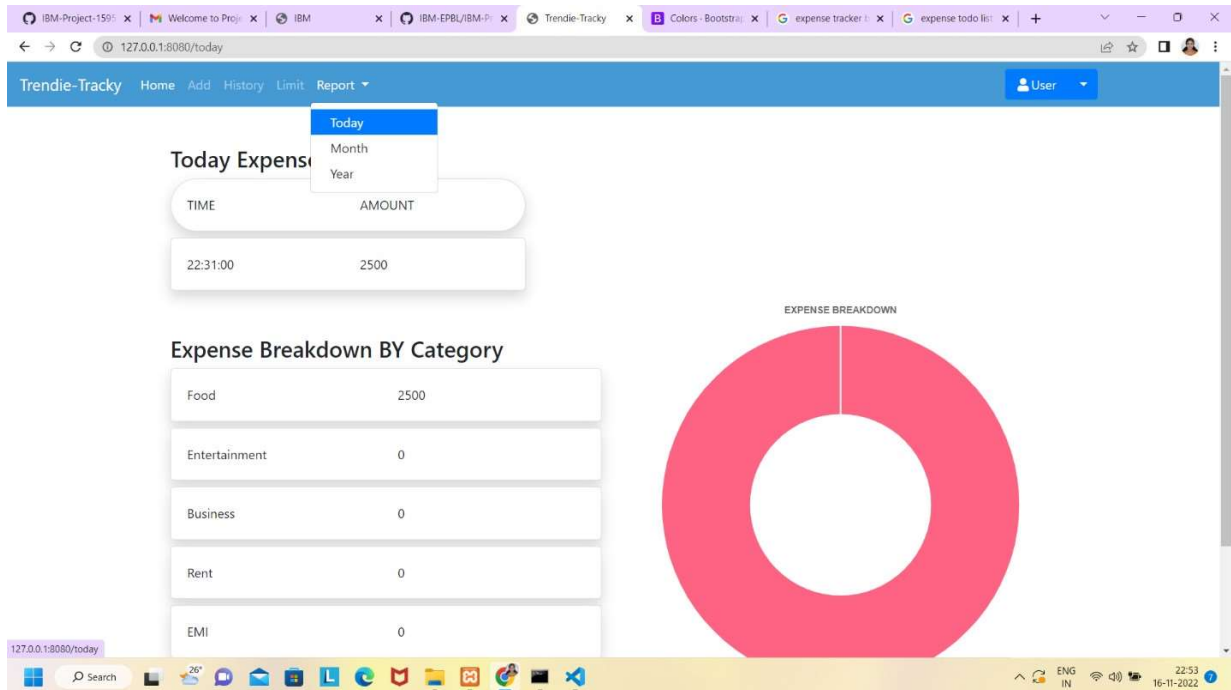 IBM-Project-1595 Welcome to Proje IBM IBM-EPBL/IBM-Pr Trendie-Tracky Colors · Bootstrap expense tracker b expense todo list
127.0.0.1:8080/today
Trendie-Tracky Home Add History Limit Report User
Today
Month
Year
Today Expense
TIME AMOUNT
22:31:00 2500
EXPENSE BREAKDOWN
Expense Breakdown BY Category
Food 2500
Entertainment 0
Business 0
Rent 0
EMI 0
127.0.0.1:8080/today
Search 26° ENG 22:53
IN 16-11-2022